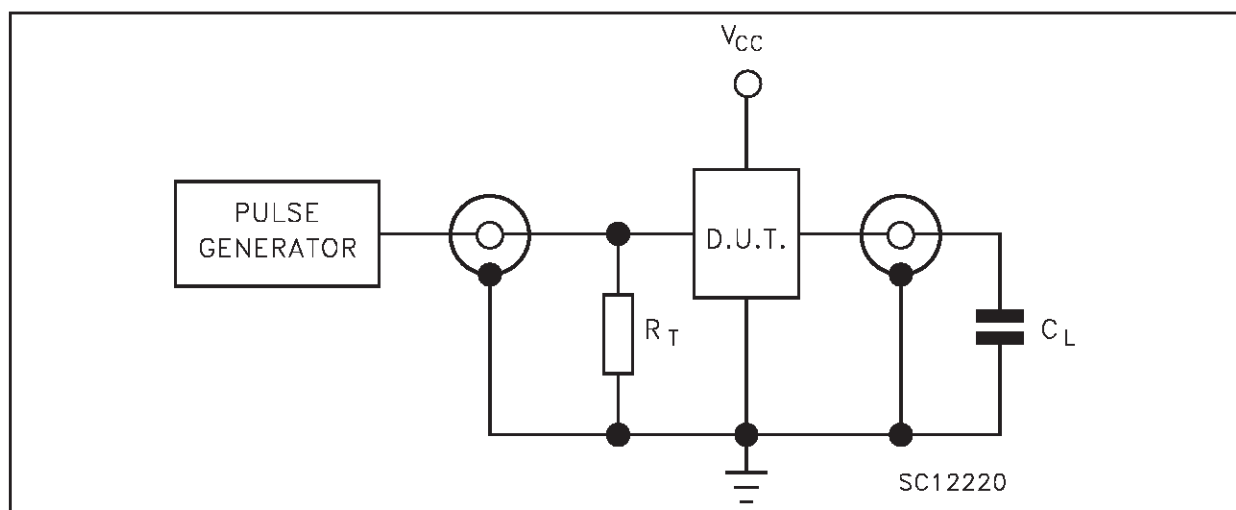 VCC
PULSE
GENERATOR
D.U.T.
RT
CL
SC12220